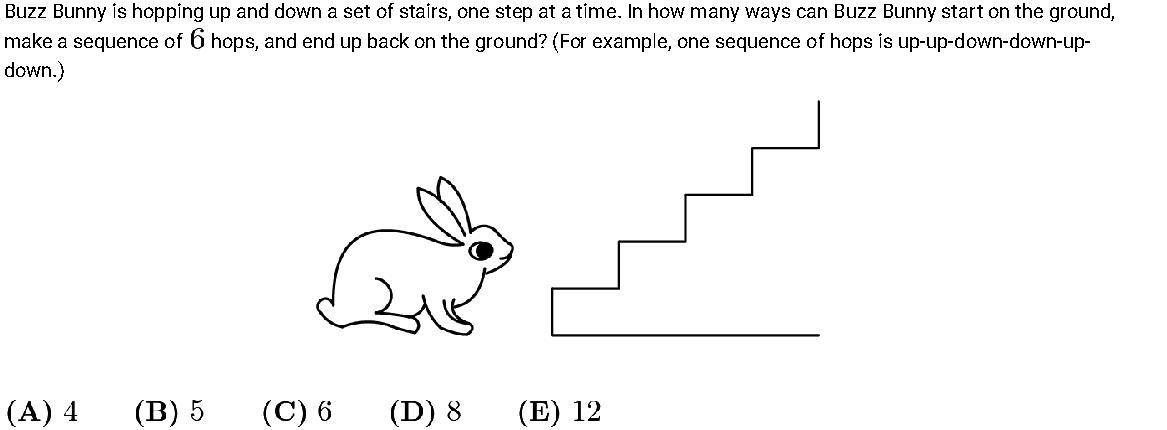 Buzz Bunny is hopping up and down a set of stairs, one step at a time. In how many ways can Buzz Bunny start on the ground,
make a sequence of 6 hops, and end up back on the ground? (For example, one sequence of hops is up-up-down-down-up-
down.)
(A) 4 (B) 5 (C) 6 (D) 8 (E) 12